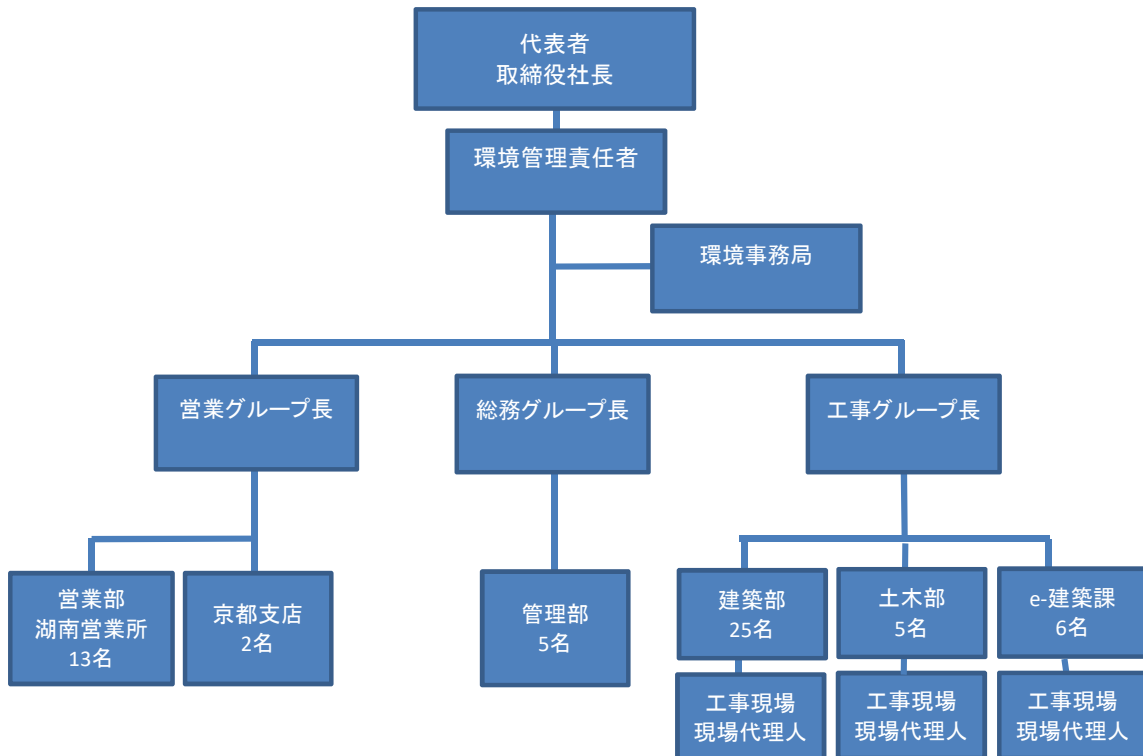 代表者
取締役社長
環境管理責任者
環境事務局
営業グループ長
総務グループ長
工事グループ長
営業部
湖南営業所
13名
京都支店
2名
管理部
5名
建築部
25名
土木部
5名
e-建築課
6名
工事現場
現場代理人
工事現場
現場代理人
工事現場
現場代理人